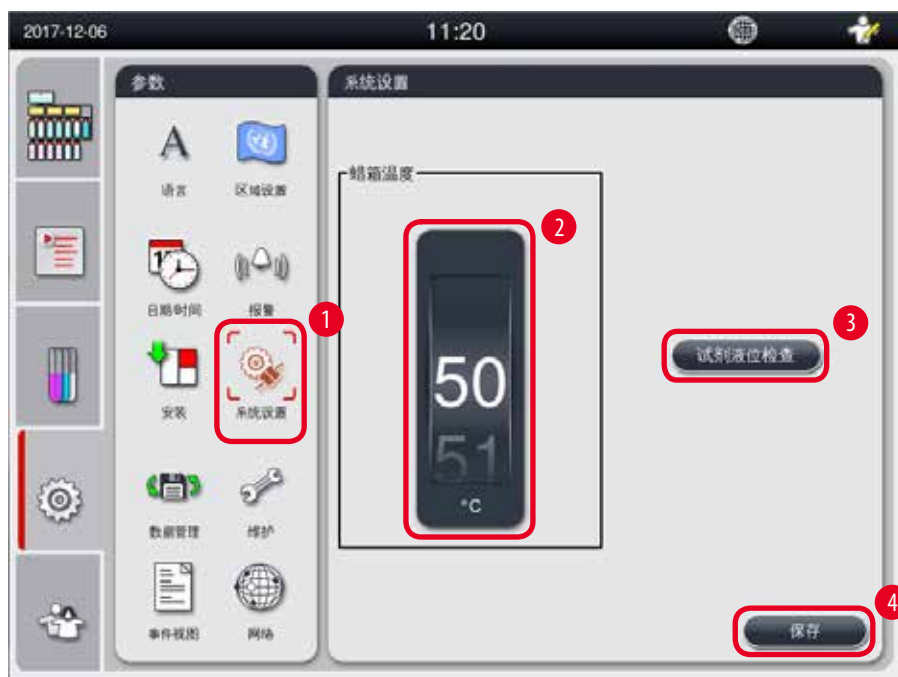 2017-12-06 11:20
参数
系统设置
A
语言
区域设置
蜡箱温度
2
日期/时间
报警
1
3
试剂液位检查
安装
系统设置
50
51
°C
数据管理
维护
事件视图
网络
4
保存